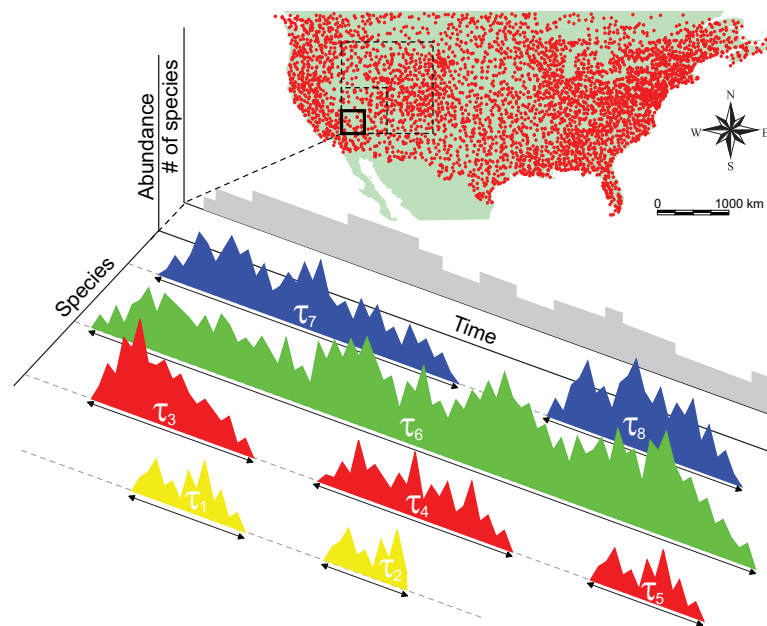 Abundance
# of species
Species
Time
N
W
E
S
0 1000 km
τ7
τ8
τ6
τ3
τ4
τ1
τ2
τ5